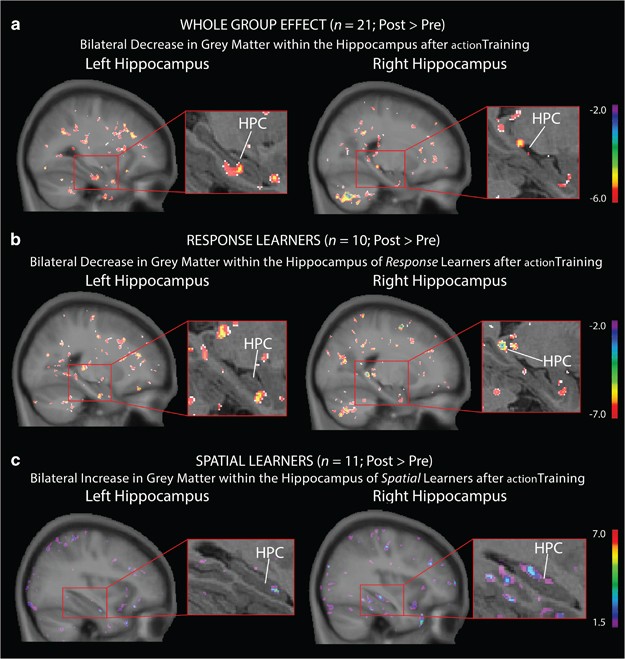 a
WHOLE GROUP EFFECT (n = 21; Post > Pre)
Bilateral Decrease in Grey Matter within the Hippocampus after actionTraining
Left Hippocampus
Right Hippocampus
HPC
HPC
-2.0
-6.0
b
RESPONSE LEARNERS (n = 10; Post > Pre)
Bilateral Decrease in Grey Matter within the Hippocampus of Response Learners after actionTraining
Left Hippocampus
Right Hippocampus
HPC
HPC
-2.0
-7.0
c
SPATIAL LEARNERS (n = 11; Post > Pre)
Bilateral Increase in Grey Matter within the Hippocampus of Spatial Learners after actionTraining
Left Hippocampus
Right Hippocampus
HPC
HPC
7.0
1.5